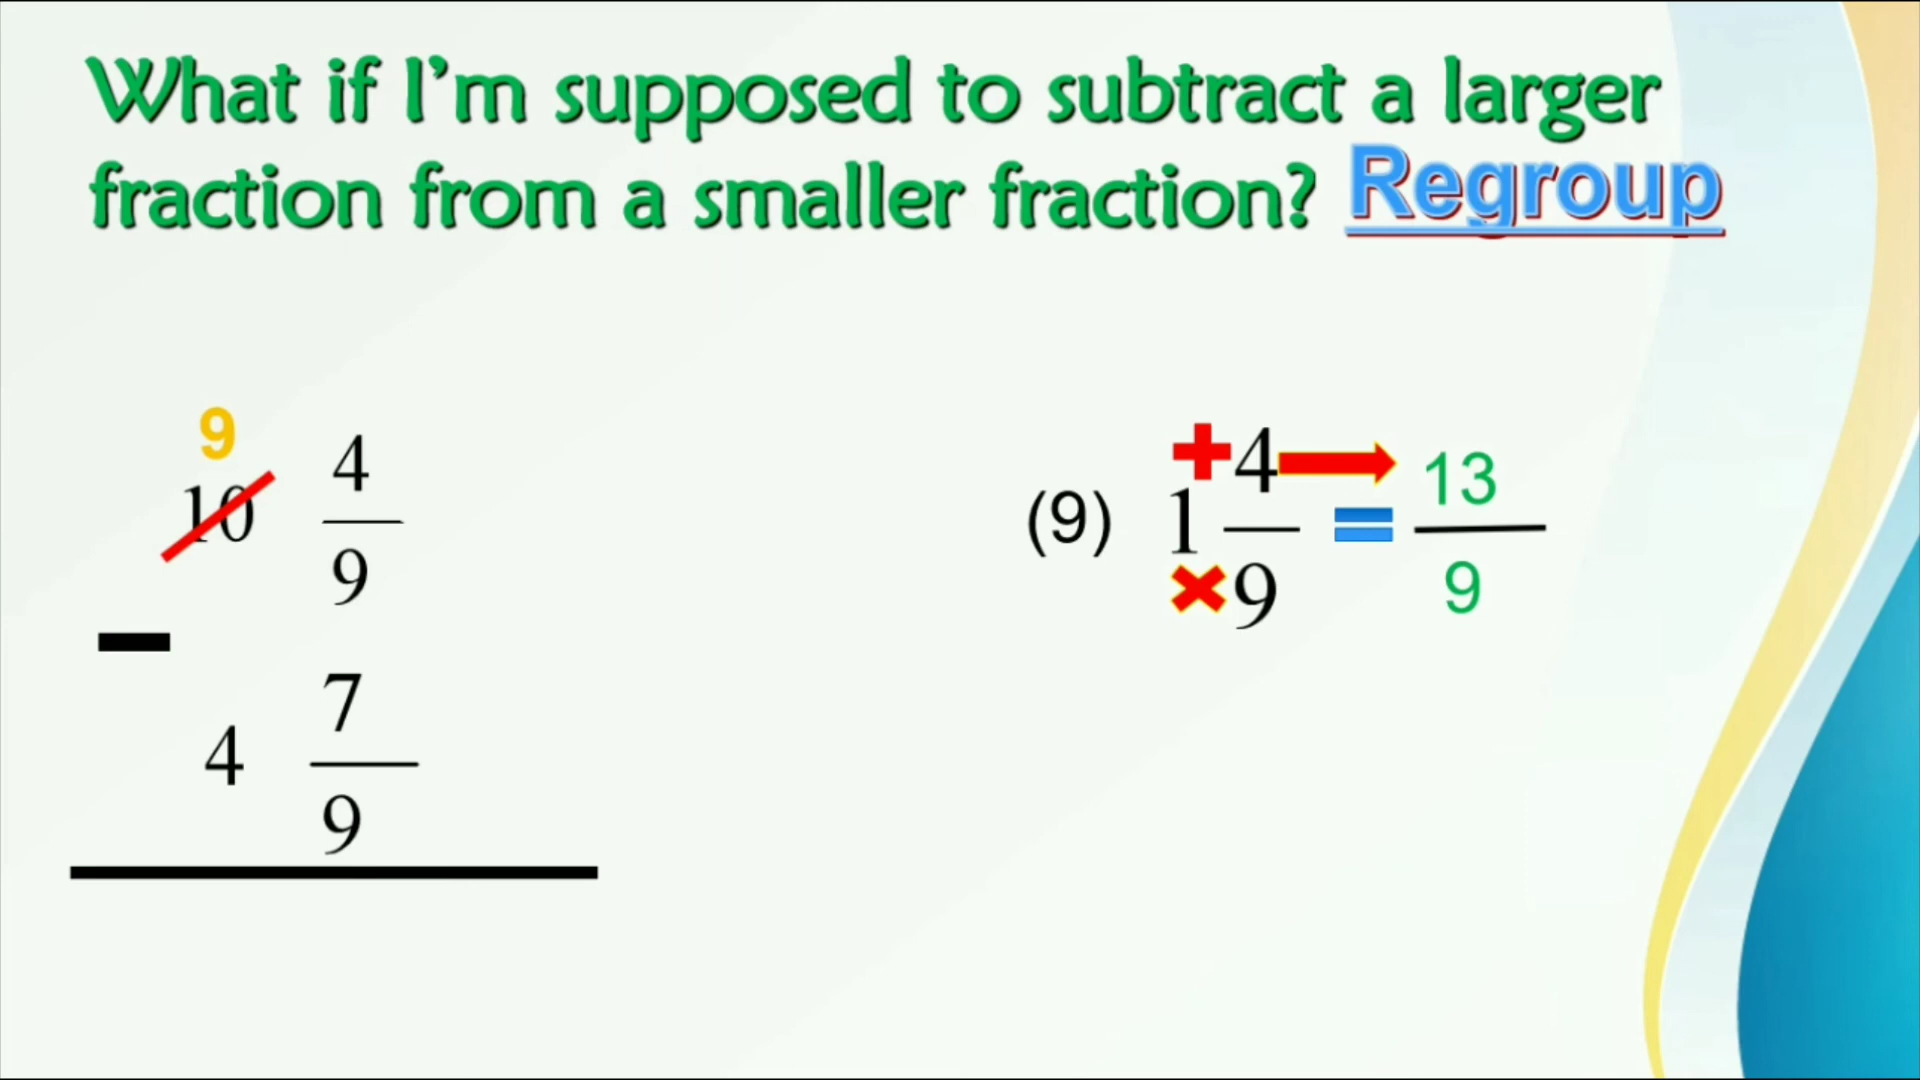 What if I'm supposed to subtract a larger
fraction from a smaller fraction? Regroup
9
10 4/9
- 4 7/9
(9) 1 + 4 → 13
× 9 = 9